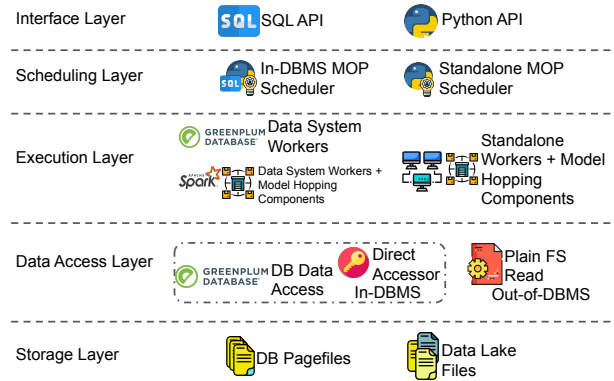 Interface Layer
SQL
SQL API
Python API
Scheduling Layer
SQL
In-DBMS MOP
Scheduler
Standalone MOP
Scheduler
Execution Layer
GREENPLUM
DATABASE
Data System
Workers
APACHE
Spark
Data System Workers +
Model Hopping
Components
Standalone
Workers + Model
Hopping
Components
Data Access Layer
GREENPLUM
DATABASE
DB Data
Access
Direct
Accessor
In-DBMS
Plain FS
Read
Out-of-DBMS
Storage Layer
DB Pagefiles
Data Lake
Files